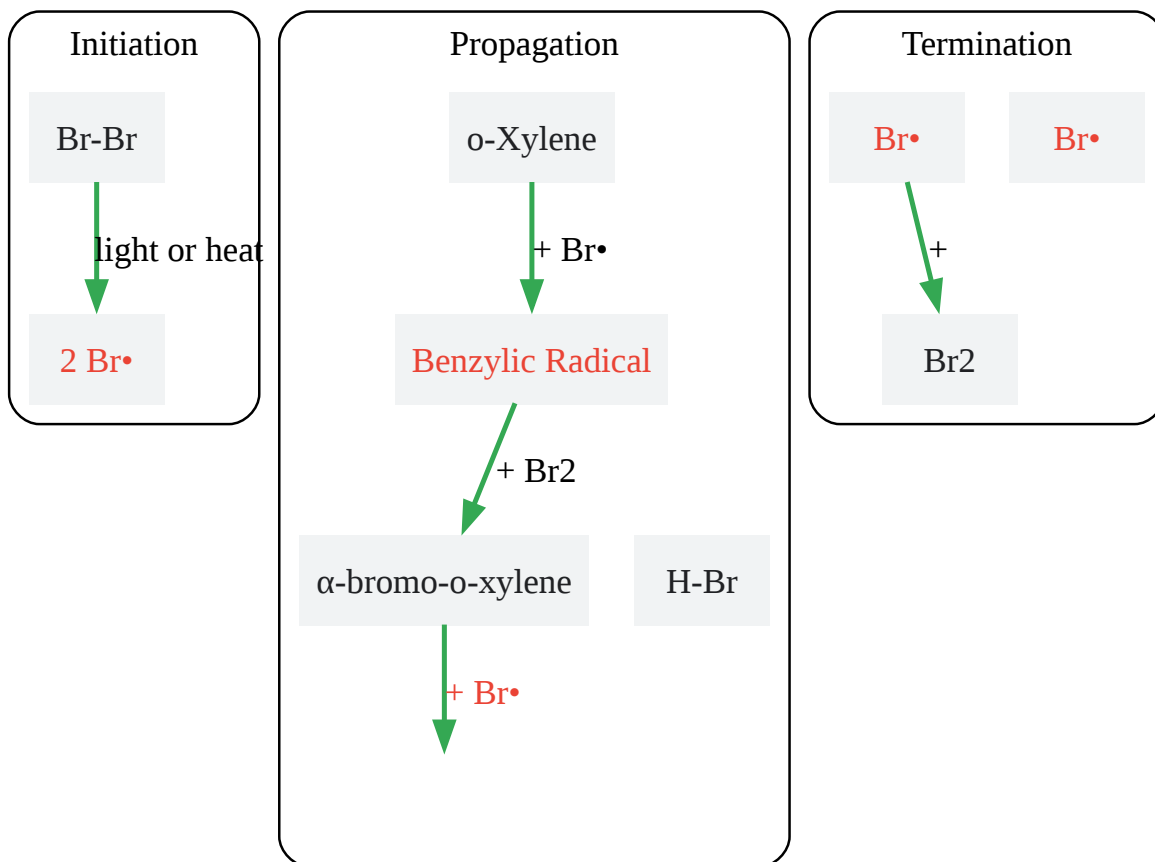 Initiation
Br-Br
light or heat
2 Br•
Propagation
o-Xylene
+ Br•
Benzylic Radical
+ Br2
α-bromo-o-xylene
H-Br
+ Br•
Termination
Br•
Br•
+
Br2